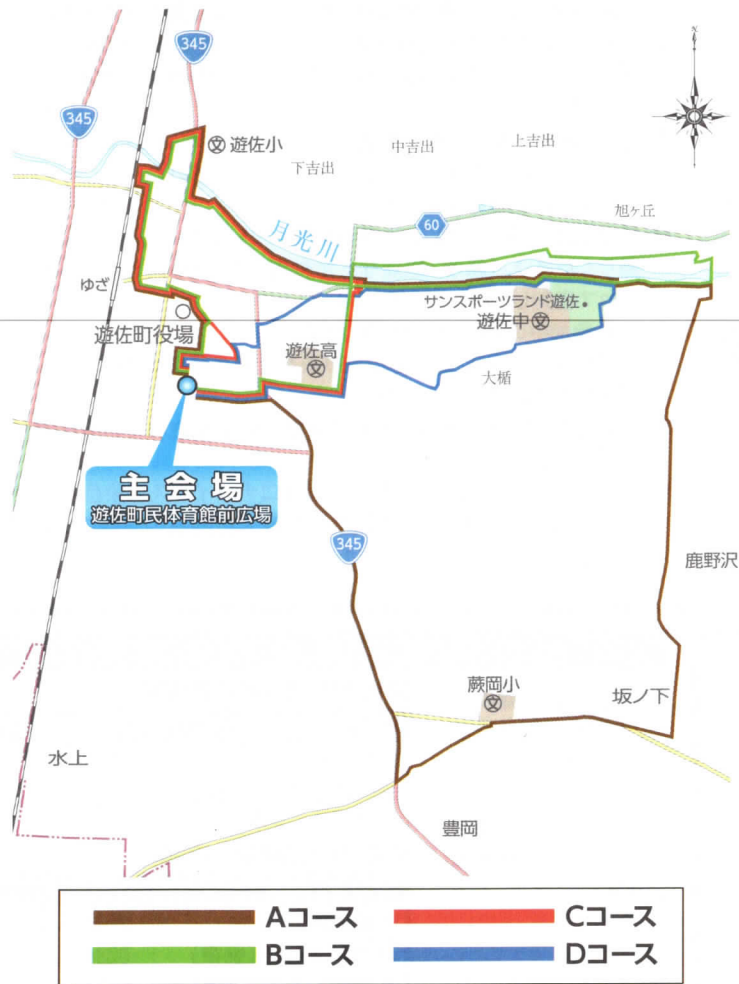 N
345
345
遊佐小
下吉出
中吉出
上吉出
旭ヶ丘
60
月光川
ゆざ
サンスポーツランド遊佐
遊佐中
遊佐町役場
遊佐高
大楯
主会場
遊佐町民体育館前広場
345
鹿野沢
蕨岡小
坂ノ下
水上
豊岡
Aコース
Cコース
Bコース
Dコース